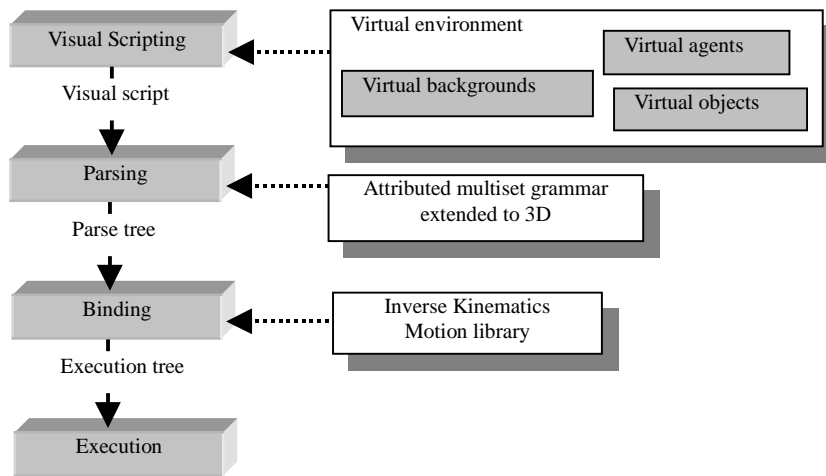 Visual Scripting
Virtual environment
Virtual agents
Virtual backgrounds
Virtual objects
Visual script
Parsing
Attributed multiset grammar
extended to 3D
Parse tree
Binding
Inverse Kinematics
Motion library
Execution tree
Execution